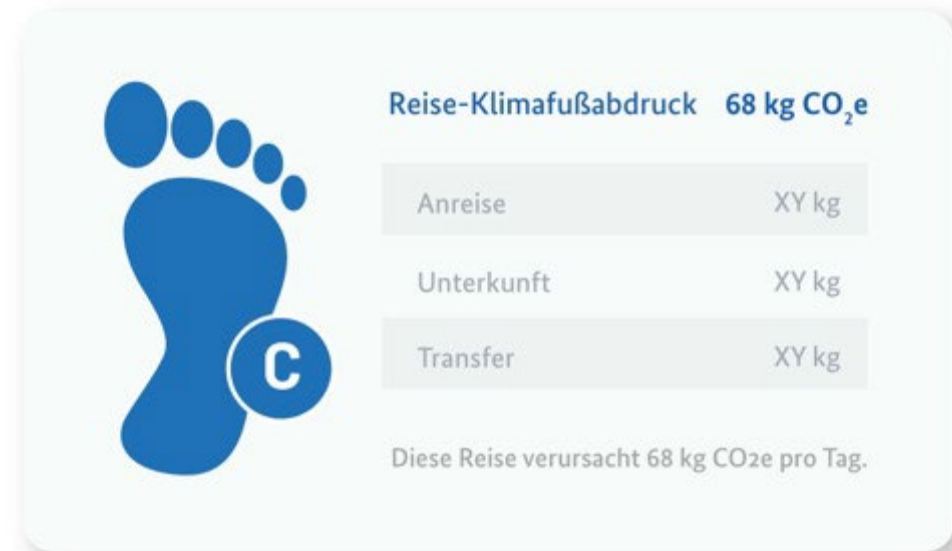 Reise-Klimafußabdruck 68 kg CO₂e
Anreise XY kg
Unterkunft XY kg
C
Transfer XY kg
Diese Reise verursacht 68 kg CO2e pro Tag.